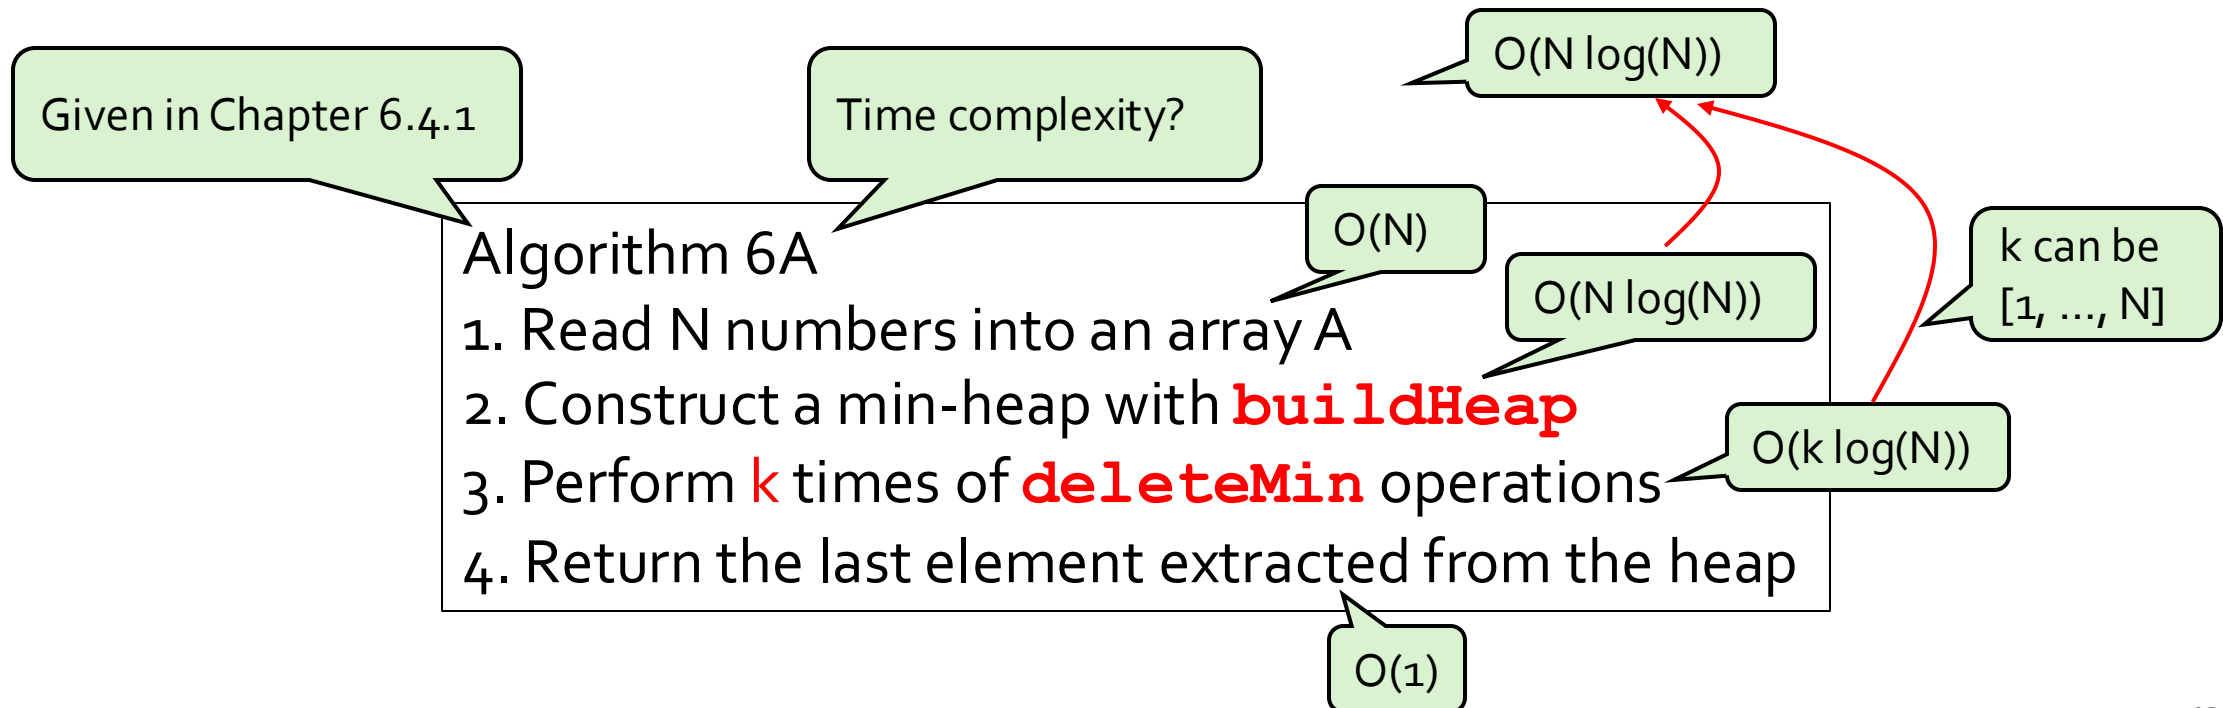 O(N log(N))
Given in Chapter 6.4.1
Time complexity?
O(N)
k can be
[1, …, N]
Algorithm 6A
O(N log(N))
1. Read N numbers into an array A
2. Construct a min-heap with buildHeap
O(k log(N))
3. Perform k times of deleteMin operations
4. Return the last element extracted from the heap
O(1)